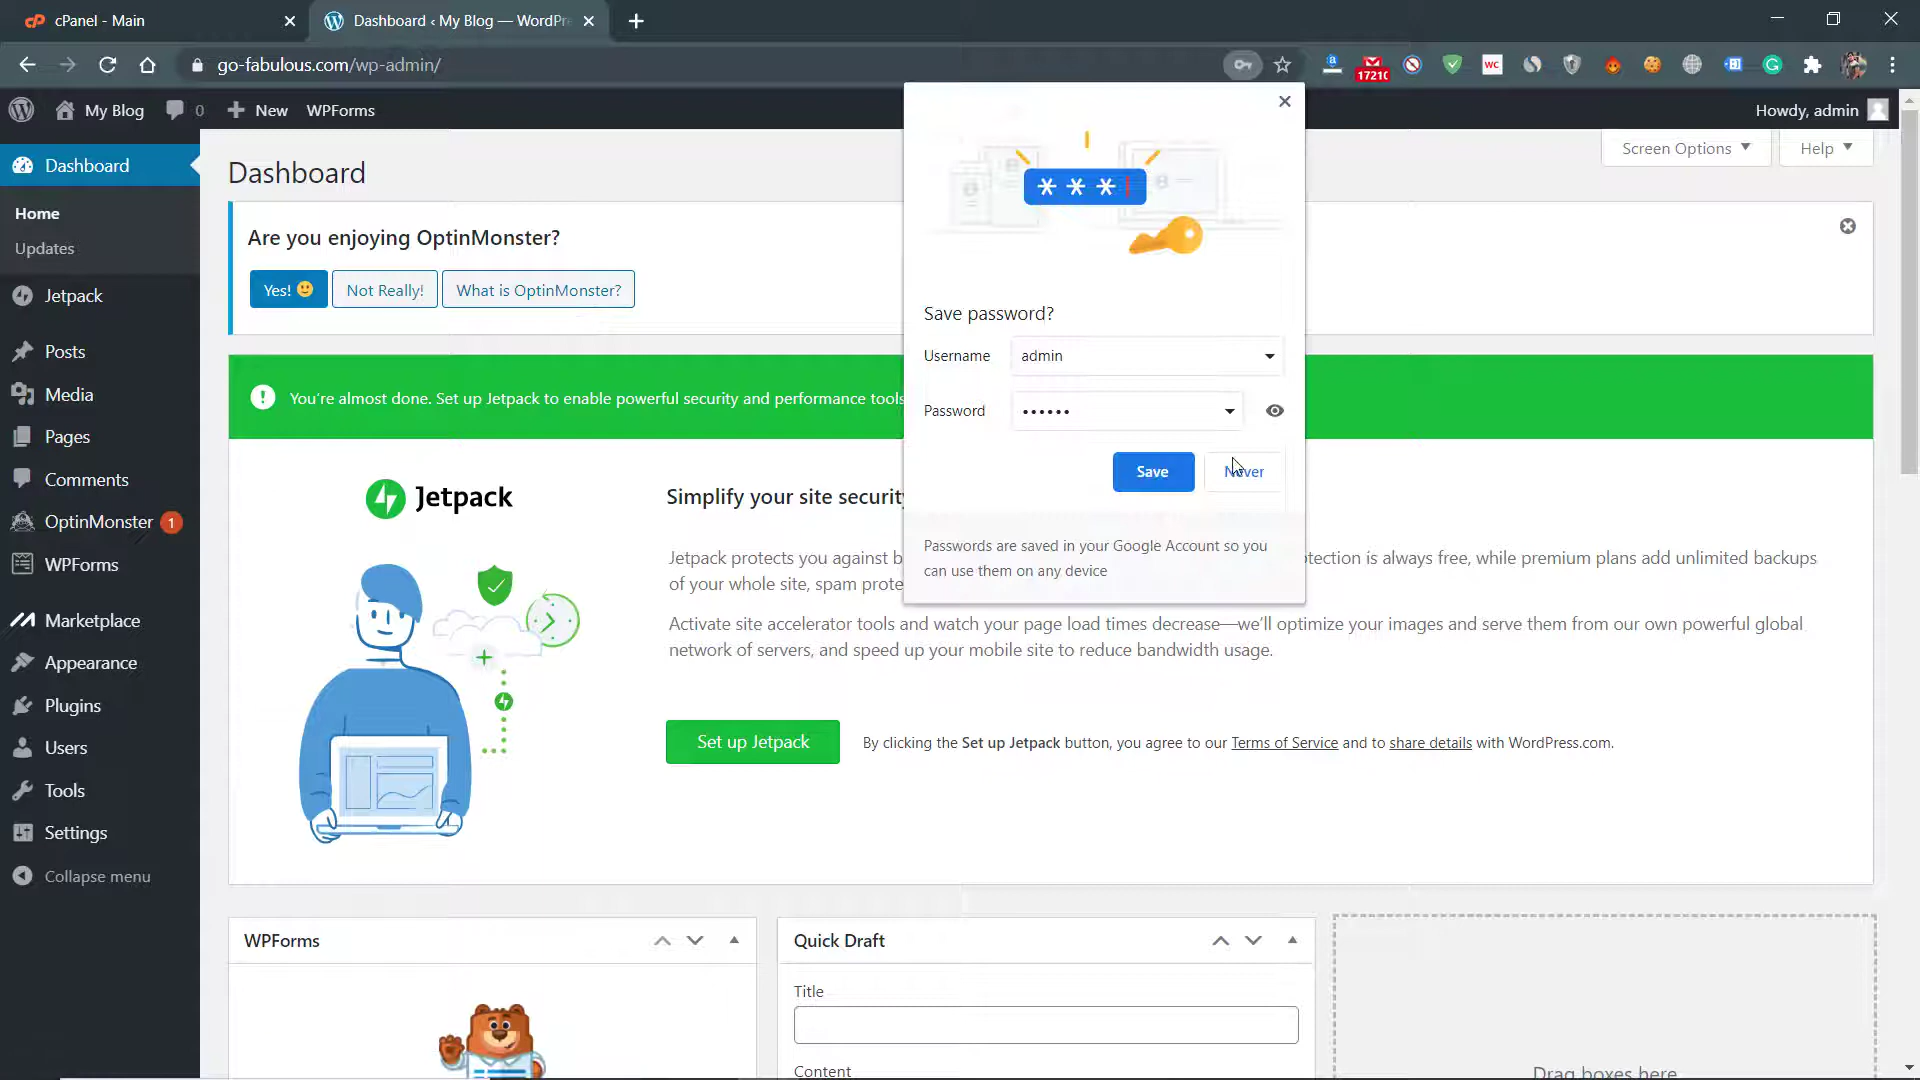 cPanel - Main
Dashboard ‹ My Blog — WordPr
go-fabulous.com/wp-admin/
17210
WC
My Blog
0
New
WPForms
Howdy, admin
Screen Options
Help
Dashboard
Home
Updates
Jetpack
Posts
Media
Pages
Comments
OptinMonster 1
WPForms
Marketplace
Appearance
Plugins
Users
Tools
Settings
Collapse menu
Dashboard
Are you enjoying OptinMonster?
Yes! 🙂
Not Really!
What is OptinMonster?
You're almost done. Set up Jetpack to enable powerful security and performance tools
Jetpack
Simplify your site security
Jetpack protects you against b
otection is always free, while premium plans add unlimited backups
of your whole site, spam prote
Activate site accelerator tools and watch your page load times decrease—we'll optimize your images and serve them from our own powerful global
network of servers, and speed up your mobile site to reduce bandwidth usage.
Set up Jetpack
By clicking the Set up Jetpack button, you agree to our Terms of Service and to share details with WordPress.com.
***
Save password?
Username
admin
Password
••••••
Save
Never
Passwords are saved in your Google Account so you
can use them on any device
WPForms
Quick Draft
Title
Content
Drag boxes here